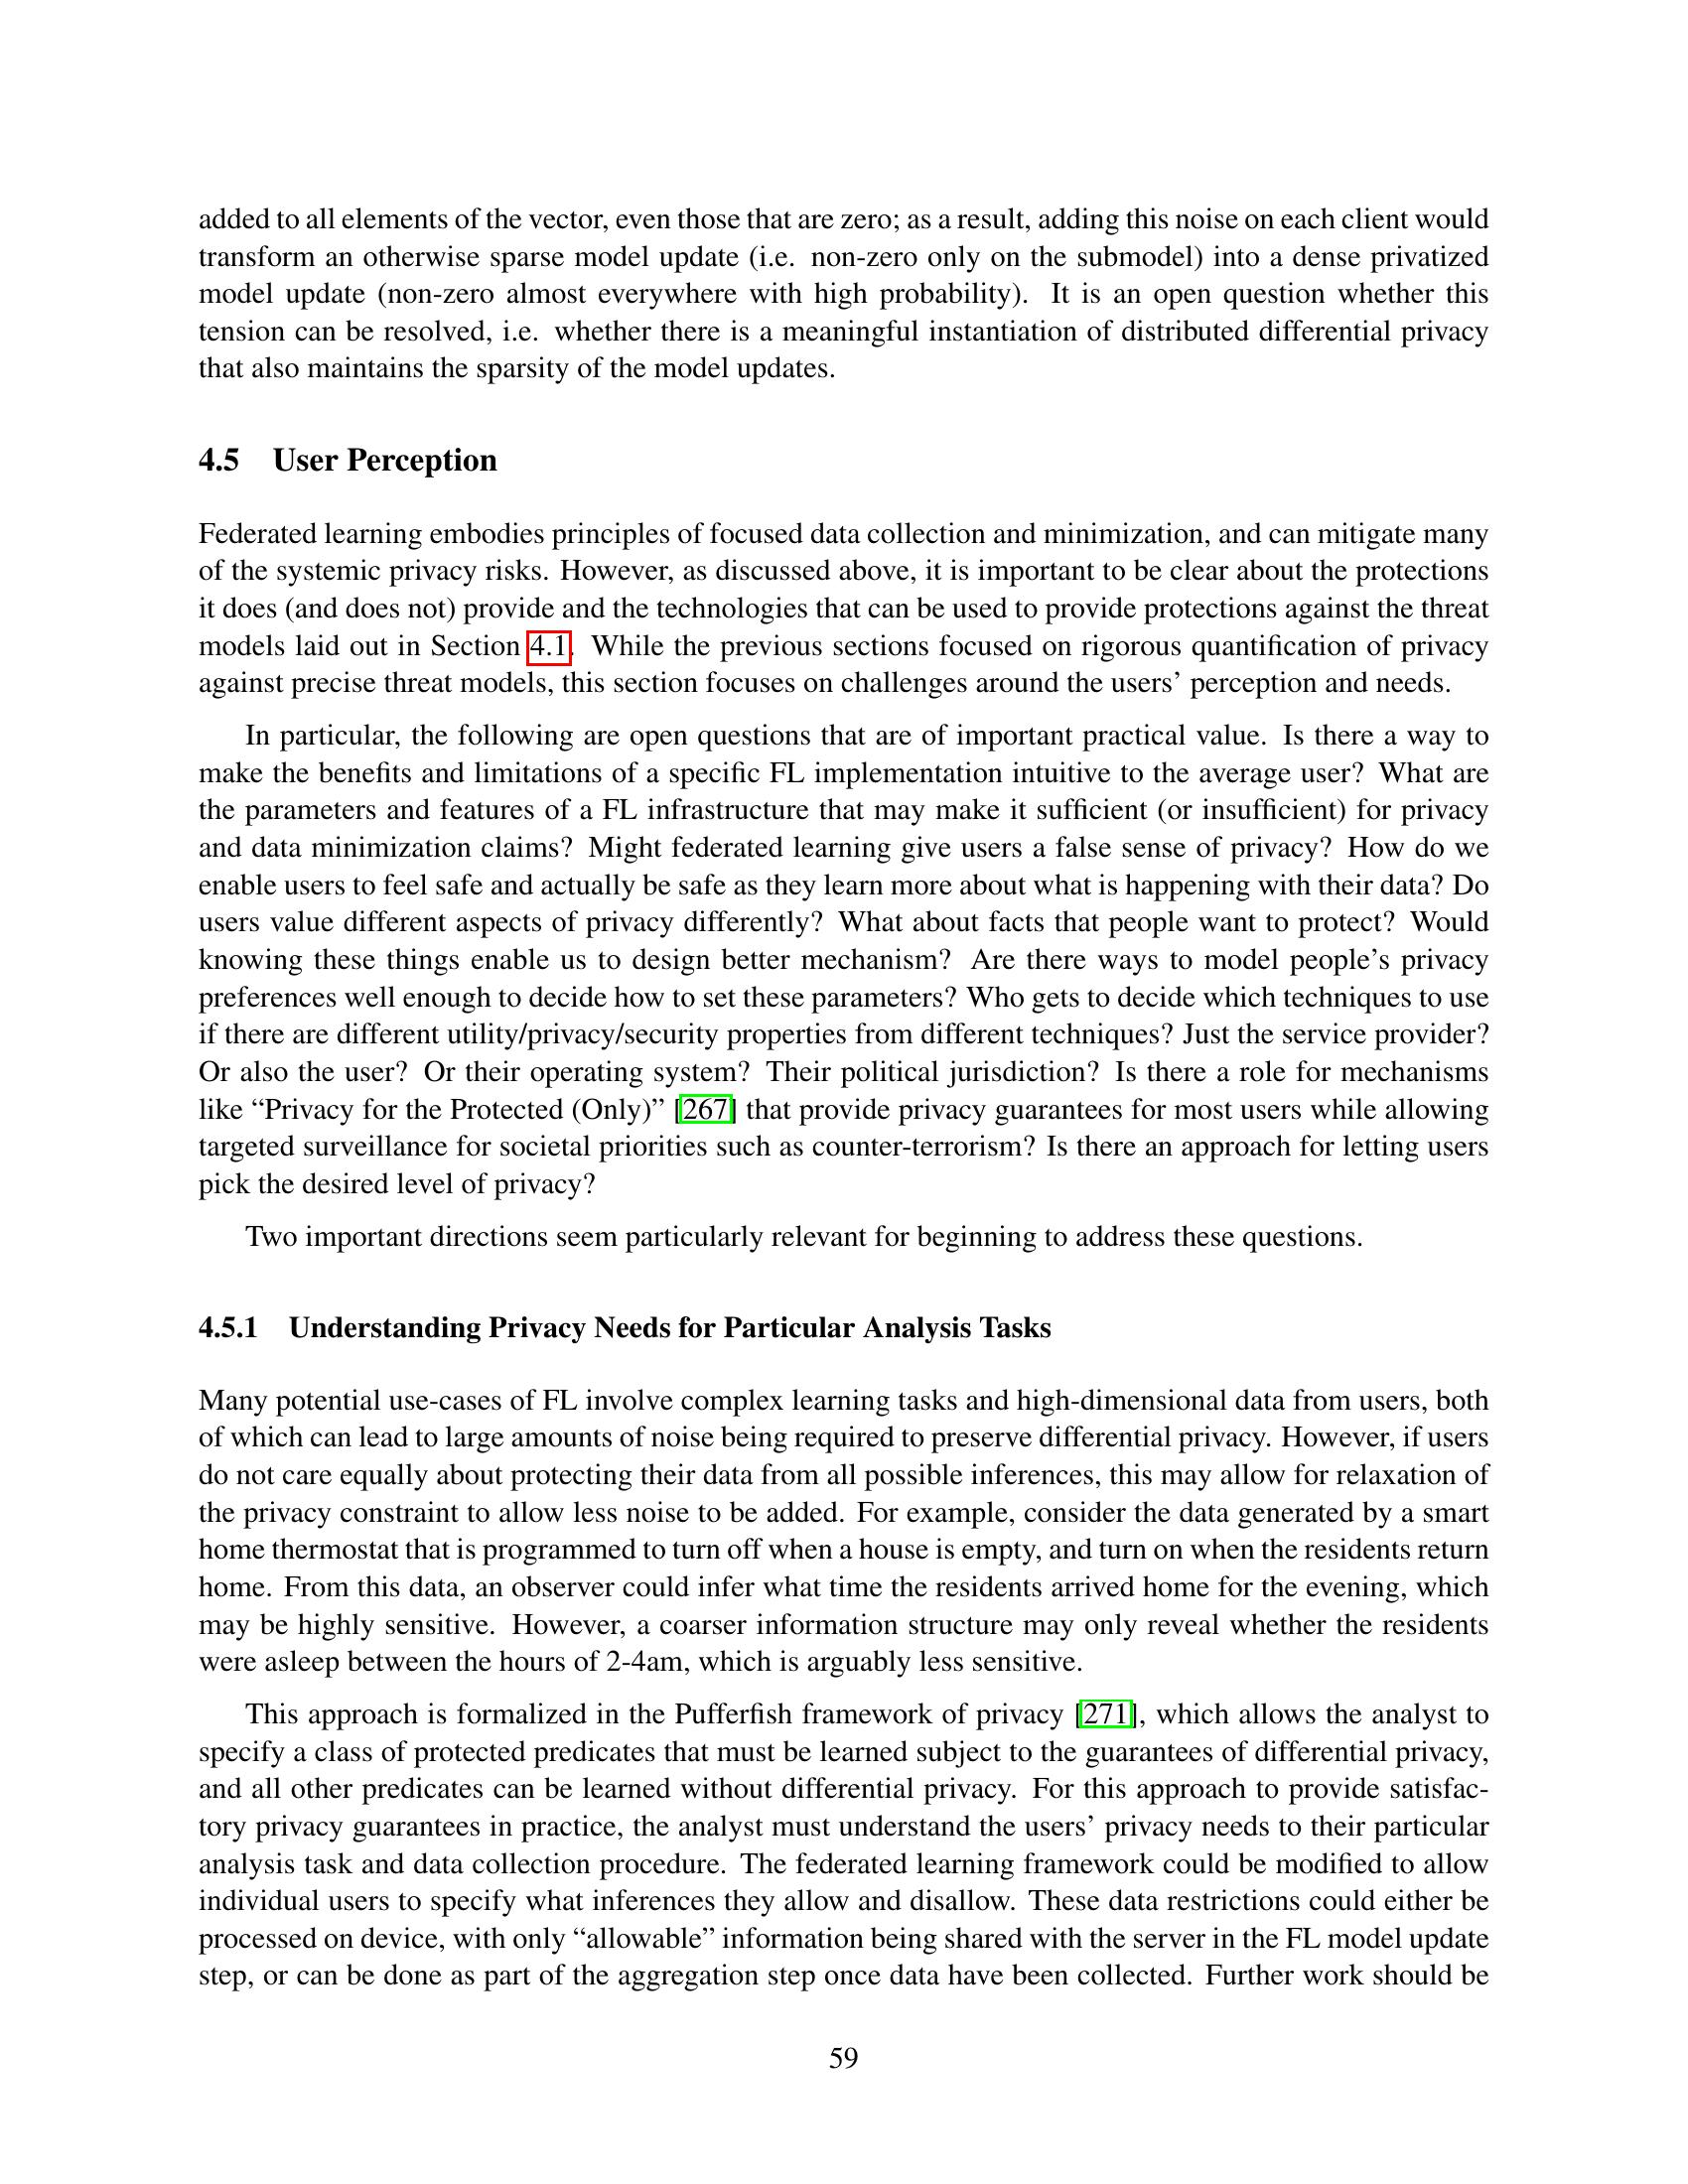 added to all elements of the vector, even those that are zero; as a result, adding this noise on each client would
transform an otherwise sparse model update (i.e. non-zero only on the submodel) into a dense privatized
model update (non-zero almost everywhere with high probability). It is an open question whether this
tension can be resolved, i.e. whether there is a meaningful instantiation of distributed differential privacy
that also maintains the sparsity of the model updates.
4.5 User Perception
Federated learning embodies principles of focused data collection and minimization, and can mitigate many
of the systemic privacy risks. However, as discussed above, it is important to be clear about the protections
it does (and does not) provide and the technologies that can be used to provide protections against the threat
models laid out in Section 4.1. While the previous sections focused on rigorous quantification of privacy
against precise threat models, this section focuses on challenges around the users’ perception and needs.
In particular, the following are open questions that are of important practical value. Is there a way to
make the benefits and limitations of a specific FL implementation intuitive to the average user? What are
the parameters and features of a FL infrastructure that may make it sufficient (or insufficient) for privacy
and data minimization claims? Might federated learning give users a false sense of privacy? How do we
enable users to feel safe and actually be safe as they learn more about what is happening with their data? Do
users value different aspects of privacy differently? What about facts that people want to protect? Would
knowing these things enable us to design better mechanism? Are there ways to model people’s privacy
preferences well enough to decide how to set these parameters? Who gets to decide which techniques to use
if there are different utility/privacy/security properties from different techniques? Just the service provider?
Or also the user? Or their operating system? Their political jurisdiction? Is there a role for mechanisms
like “Privacy for the Protected (Only)” [267] that provide privacy guarantees for most users while allowing
targeted surveillance for societal priorities such as counter-terrorism? Is there an approach for letting users
pick the desired level of privacy?
Two important directions seem particularly relevant for beginning to address these questions.
4.5.1 Understanding Privacy Needs for Particular Analysis Tasks
Many potential use-cases of FL involve complex learning tasks and high-dimensional data from users, both
of which can lead to large amounts of noise being required to preserve differential privacy. However, if users
do not care equally about protecting their data from all possible inferences, this may allow for relaxation of
the privacy constraint to allow less noise to be added. For example, consider the data generated by a smart
home thermostat that is programmed to turn off when a house is empty, and turn on when the residents return
home. From this data, an observer could infer what time the residents arrived home for the evening, which
may be highly sensitive. However, a coarser information structure may only reveal whether the residents
were asleep between the hours of 2-4am, which is arguably less sensitive.
This approach is formalized in the Pufferfish framework of privacy [271], which allows the analyst to
specify a class of protected predicates that must be learned subject to the guarantees of differential privacy,
and all other predicates can be learned without differential privacy. For this approach to provide satisfac-
tory privacy guarantees in practice, the analyst must understand the users’ privacy needs to their particular
analysis task and data collection procedure. The federated learning framework could be modified to allow
individual users to specify what inferences they allow and disallow. These data restrictions could either be
processed on device, with only “allowable” information being shared with the server in the FL model update
step, or can be done as part of the aggregation step once data have been collected. Further work should be
59